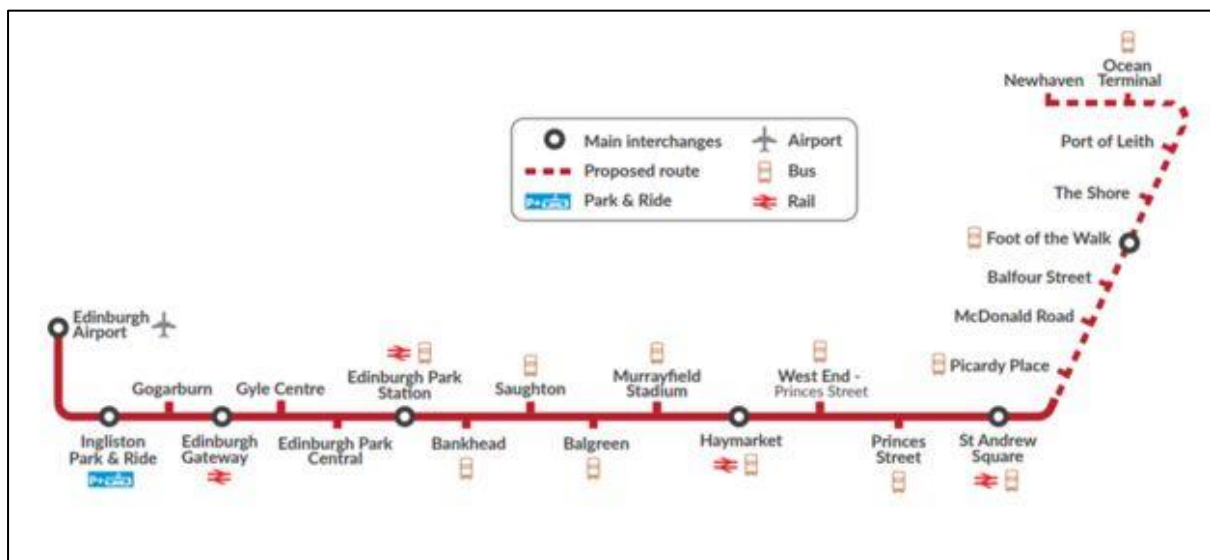 Ocean
Newhaven Terminal
Main interchanges Airport
Port of Leith
Proposed route Bus
Park & Ride Rail
The Shore
Foot of the Walk
Balfour Street
Edinburgh
Airport
McDonald Road
Picardy Place
Gogarburn
Gyle Centre
Edinburgh Park
Station
Saughton
Murrayfield
Stadium
West End -
Princes Street
Ingliston
Park & Ride
Edinburgh
Gateway
Edinburgh Park
Central
Bankhead
Balgreen
Haymarket
Princes
Street
St Andrew
Square